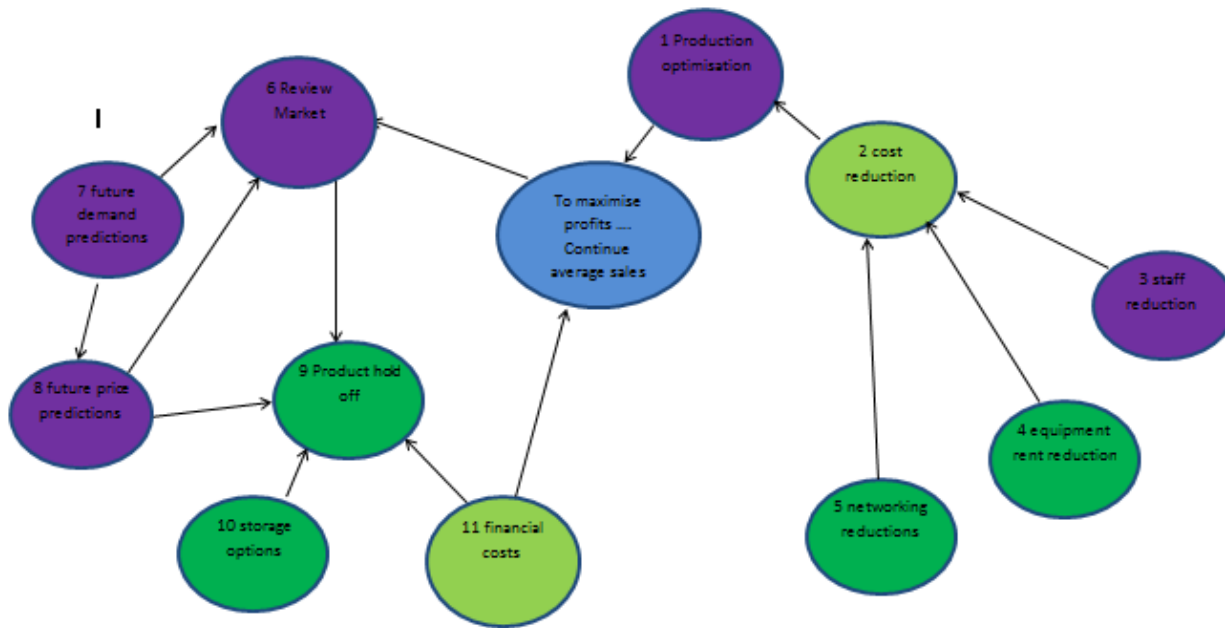 1 Production
optimisation
6 Review
Market
I
2 cost
reduction
7 future
demand
predictions
To maximise
profits ....
Continue
average sales
3 staff
reduction
8 future price
predictions
9 Product hold
off
4 equipment
rent reduction
5 networking
reductions
10 storage
options
11 financial
costs